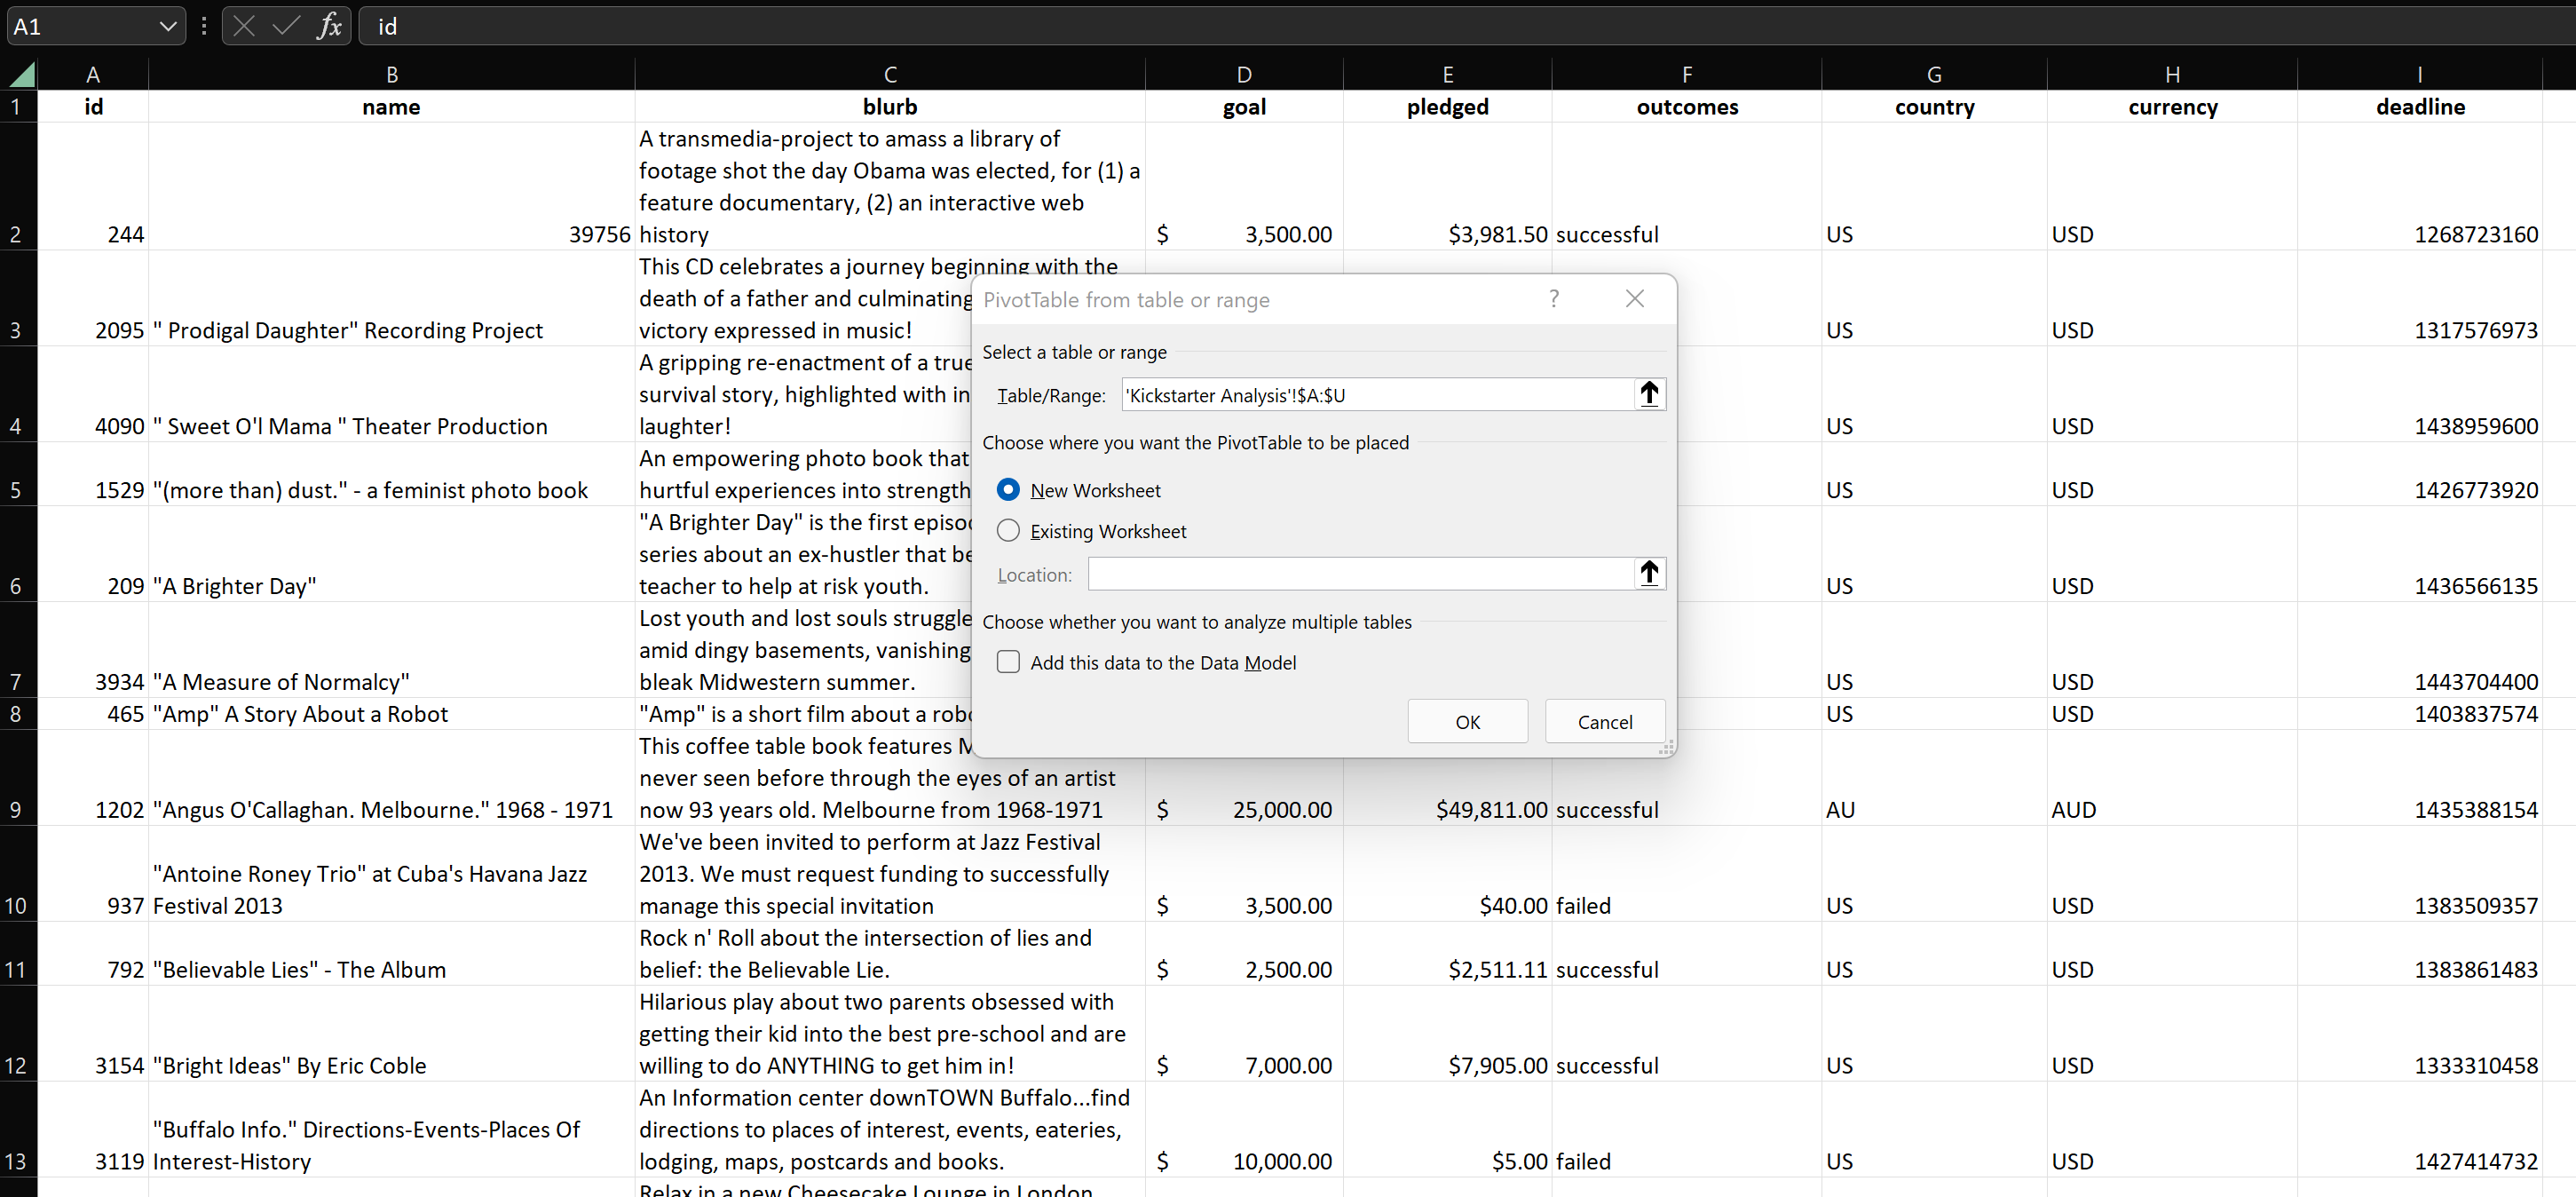 A1 fx id
A B C D E F G H I
1 id name blurb goal pledged outcomes country currency deadline
A transmedia-project to amass a library of
footage shot the day Obama was elected, for (1) a
feature documentary, (2) an interactive web
2 244 39756 history $ 3,500.00 $3,981.50 successful US USD 1268723160
This CD celebrates a journey beginning with the
death of a father and culminating
3 2095 " Prodigal Daughter" Recording Project victory expressed in music! US USD 1317576973
A gripping re-enactment of a true
survival story, highlighted with in
4 4090 " Sweet O'l Mama " Theater Production laughter! US USD 1438959600
An empowering photo book that
5 1529 "(more than) dust." - a feminist photo book hurtful experiences into strength US USD 1426773920
"A Brighter Day" is the first episo
series about an ex-hustler that be
6 209 "A Brighter Day" teacher to help at risk youth. US USD 1436566135
Lost youth and lost souls struggle
amid dingy basements, vanishing
7 3934 "A Measure of Normalcy" bleak Midwestern summer. US USD 1443704400
8 465 "Amp" A Story About a Robot "Amp" is a short film about a robo US USD 1403837574
This coffee table book features M
never seen before through the eyes of an artist
9 1202 "Angus O'Callaghan. Melbourne." 1968 - 1971 now 93 years old. Melbourne from 1968-1971 $ 25,000.00 $49,811.00 successful AU AUD 1435388154
We've been invited to perform at Jazz Festival
"Antoine Roney Trio" at Cuba's Havana Jazz 2013. We must request funding to successfully
10 937 Festival 2013 manage this special invitation $ 3,500.00 $40.00 failed US USD 1383509357
Rock n' Roll about the intersection of lies and
11 792 "Believable Lies" - The Album belief: the Believable Lie. $ 2,500.00 $2,511.11 successful US USD 1383861483
Hilarious play about two parents obsessed with
getting their kid into the best pre-school and are
12 3154 "Bright Ideas" By Eric Coble willing to do ANYTHING to get him in! $ 7,000.00 $7,905.00 successful US USD 1333310458
An Information center downTOWN Buffalo...find
"Buffalo Info." Directions-Events-Places Of directions to places of interest, events, eateries,
13 3119 Interest-History lodging, maps, postcards and books. $ 10,000.00 $5.00 failed US USD 1427414732
Relax in a new Cheesecake Lounge in London
PivotTable from table or range ?
Select a table or range
Table/Range: 'Kickstarter Analysis'!$A:$U
Choose where you want the PivotTable to be placed
New Worksheet
Existing Worksheet
Location:
Choose whether you want to analyze multiple tables
Add this data to the Data Model
OK Cancel